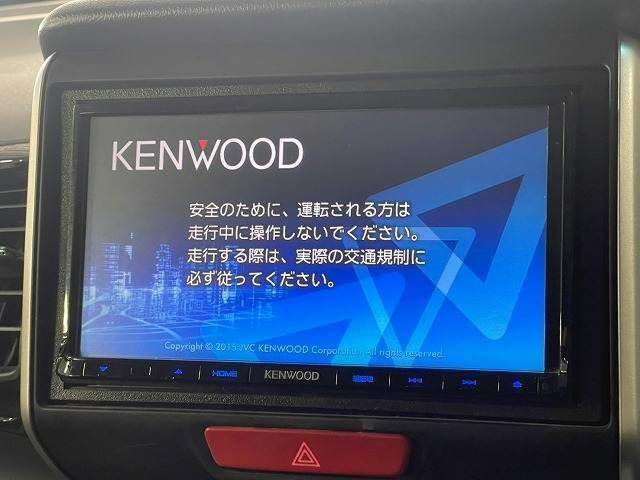 KENWOOD
安全のために、運転される方は
走行中に操作しないでください。
走行する際は、実際の交通規制に
必ず従ってください。
Copyright © 2015 JVC KENWOOD Corporation. All rights reserved.
HOME KENWOOD 現在地